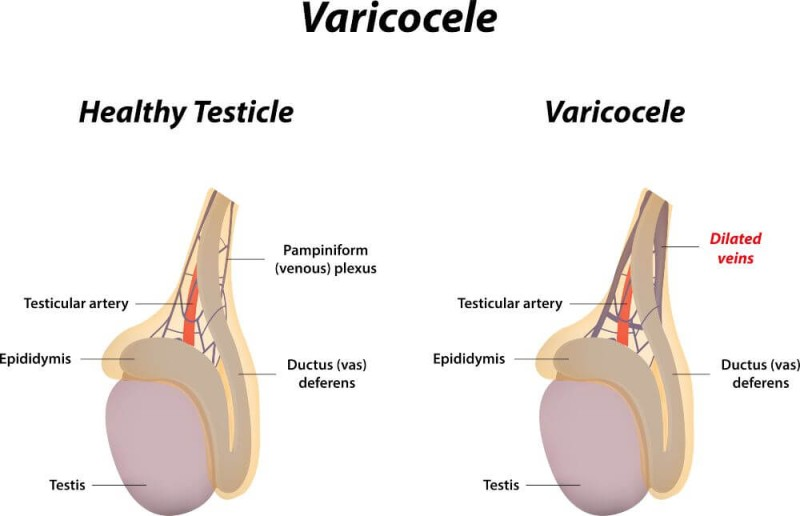 Varicocele
Healthy Testicle
Varicocele
Pampiniform
(venous) plexus
Testicular artery
Epididymis
Ductus (vas)
deferens
Testis
Dilated
veins
Testicular artery
Epididymis
Ductus (vas)
deferens
Testis